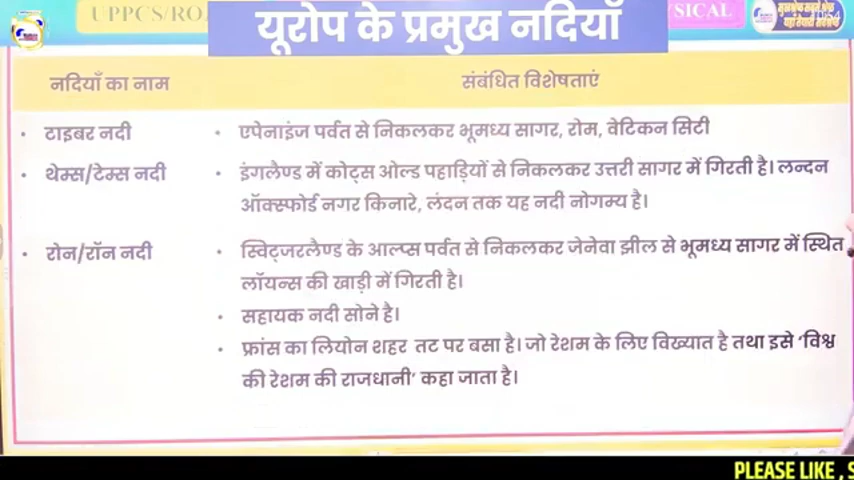 UPPCS/RO
यूरोप के प्रमुख नदियाँ
SICAL
नदियाँ का नाम
संबंधित विशेषताएं
• टाइबर नदी
• एपेनाइंज पर्वत से निकलकर भूमध्य सागर, रोम, वेटिकन सिटी
• थेम्स/टेम्स नदी
• इंगलैण्ड में कोट्स ओल्ड पहाड़ियों से निकलकर उत्तरी सागर में गिरती है। लन्दन
ऑक्स्फोर्ड नगर किनारे, लंदन तक यह नदी नोगम्य है।
• रोन/रॉन नदी
• स्विट्जरलैण्ड के आल्प्स पर्वत से निकलकर जेनेवा झील से भूमध्य सागर में स्थित
लॉयन्स की खाड़ी में गिरती है।
• सहायक नदी सोने है।
• फ्रांस का लियोन शहर तट पर बसा है। जो रेशम के लिए विख्यात है तथा इसे ‘विश्व
की रेशम की राजधानी’ कहा जाता है।
PLEASE LIKE , S